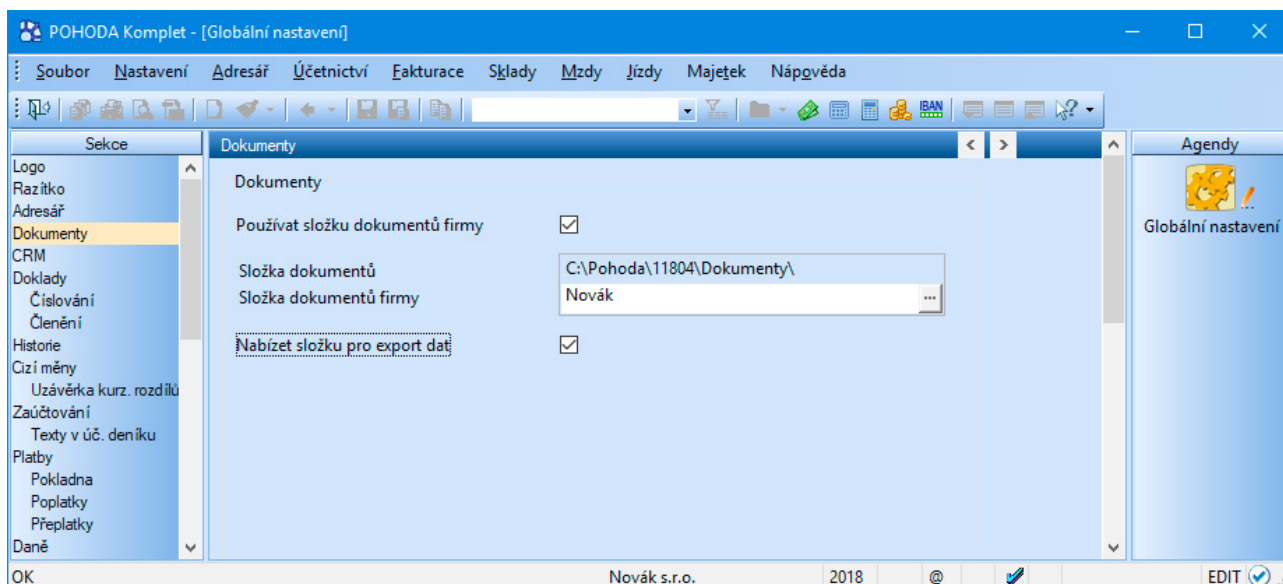 POHODA Komplet - [Globální nastavení]
Soubor Nastavení Adresář Účetnictví Fakturace Sklady Mzdy Jízdy Majetek Nápověda
IBAN
Sekce
Logo
Razítko
Adresář
Dokumenty
CRM
Doklady
Číslování
Členění
Historie
Cizí měny
Uzávěrka kurz. rozdílů
Zaúčtování
Texty v úč. deníku
Platby
Pokladna
Poplatky
Přeplatky
Daně
Dokumenty
Dokumenty
Používat složku dokumentů firmy
Složka dokumentů C:\Pohoda\11804\Dokumenty\
Složka dokumentů firmy Novák ...
Nabízet složku pro export dat
Agendy
Globální nastavení
OK Novák s.r.o. 2018 @ EDIT